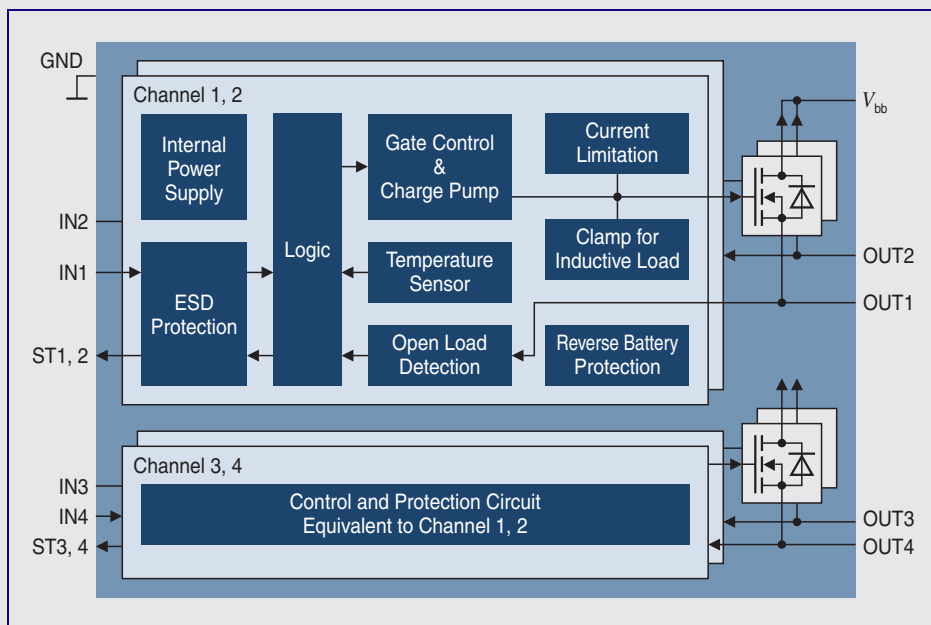 GND
Channel 1, 2
Internal
Power
Supply
Gate Control
&
Charge Pump
Current
Limitation
Vbb
IN2
IN1
ESD
Protection
Logic
Temperature
Sensor
Clamp for
Inductive Load
OUT2
OUT1
ST1, 2
Open Load
Detection
Reverse Battery
Protection
Channel 3, 4
IN3
IN4
ST3, 4
Control and Protection Circuit
Equivalent to Channel 1, 2
OUT3
OUT4